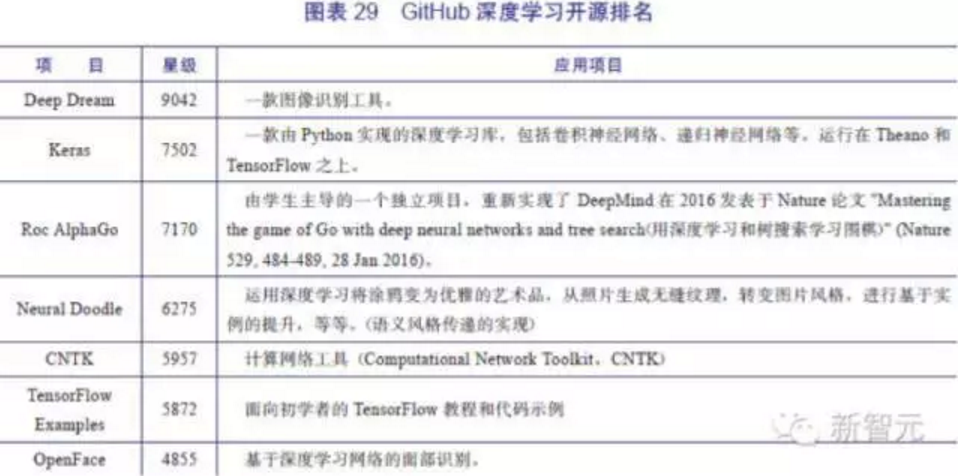 图表 29 GitHub 深度学习开源排名
项 目 星级 应用项目
Deep Dream 9042 一款图像识别工具。
一款由 Python 实现的深度学习库，包括卷积神经网络、递归神经网络等。运行在 Theano 和
Keras 7502
TensorFlow 之上。
由学生主导的一个独立项目，重新实现了 DeepMind 在 2016 发表于 Nature 论文 "Mastering
Roc AlphaGo 7170 the game of Go with deep neural networks and tree search(用深度学习和树搜索学习围棋)" (Nature
529, 484-489, 28 Jan 2016)。
运用深度学习将涂鸦变为优雅的艺术品，从照片生成无缝纹理，转变图片风格，进行基于实
Neural Doodle 6275
例的提升，等等。(语义风格传递的实现)
CNTK 5957 计算网络工具（Computational Network Toolkit，CNTK）
TensorFlow
Examples 5872 面向初学者的 TensorFlow 教程和代码示例
OpenFace 4855 基于深度学习网络的面部识别。
新智元